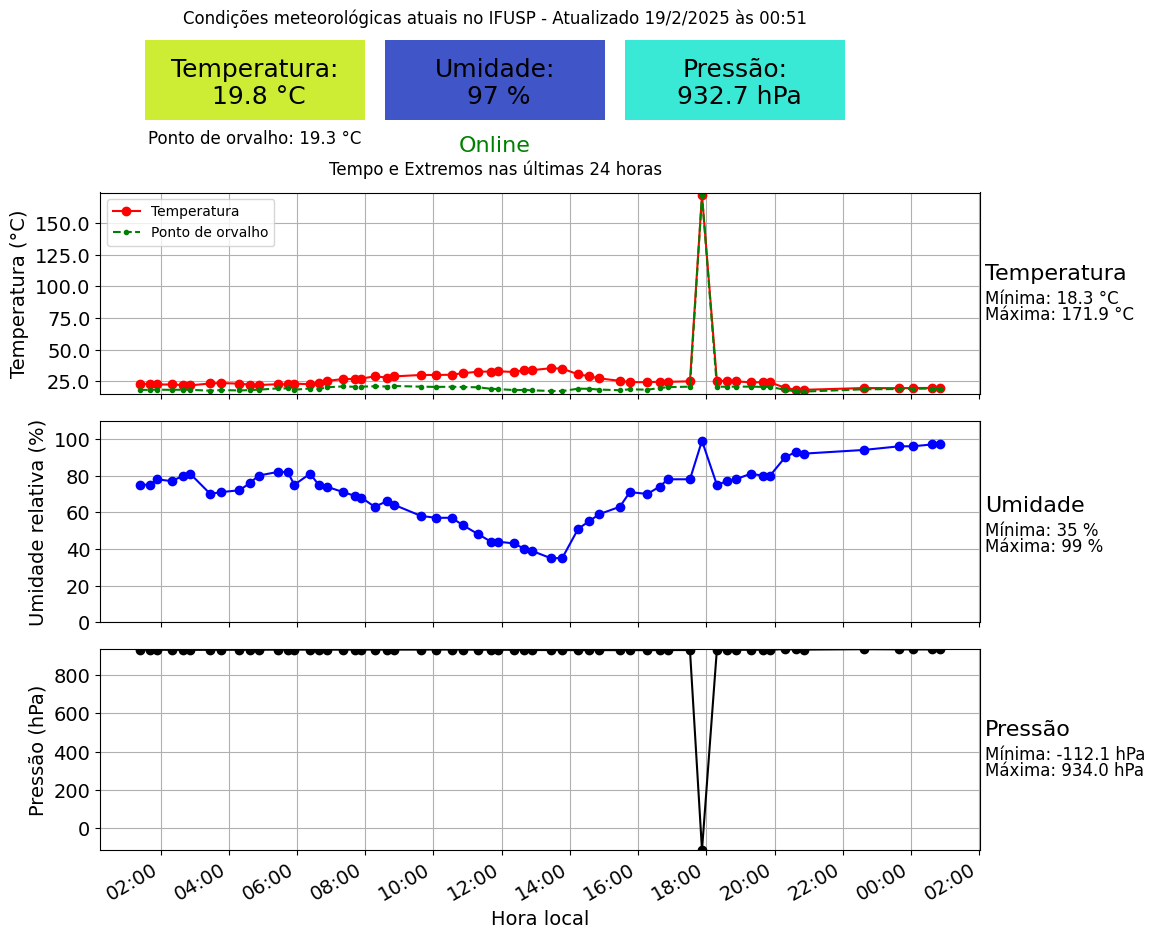 Condições meteorológicas atuais no IFUSP - Atualizado 19/2/2025 às 00:51
Temperatura:
19.8 °C
Umidade:
97 %
Pressão:
932.7 hPa
Ponto de orvalho: 19.3 °C
Online
Tempo e Extremos nas últimas 24 horas
Temperatura (°C)
150.0
125.0
100.0
75.0
50.0
25.0
Temperatura
Ponto de orvalho
Temperatura
Mínima: 18.3 °C
Máxima: 171.9 °C
Umidade relativa (%)
100
80
60
40
20
0
Umidade
Mínima: 35 %
Máxima: 99 %
Pressão (hPa)
800
600
400
200
0
Pressão
Mínima: -112.1 hPa
Máxima: 934.0 hPa
02:00 04:00 06:00 08:00 10:00 12:00 14:00 16:00 18:00 20:00 22:00 00:00 02:00
Hora local